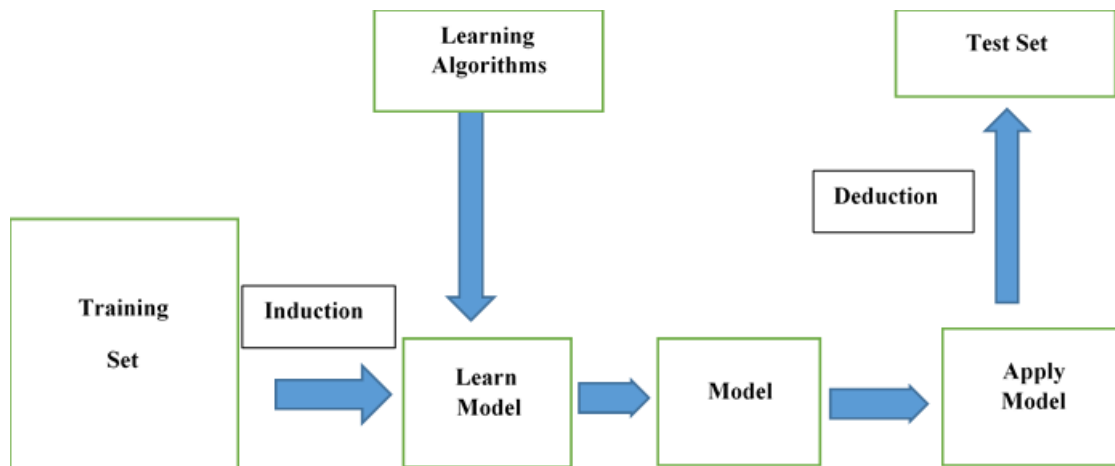 Learning
Algorithms
Test Set
Deduction
Training
Set
Induction
Learn
Model
Model
Apply
Model